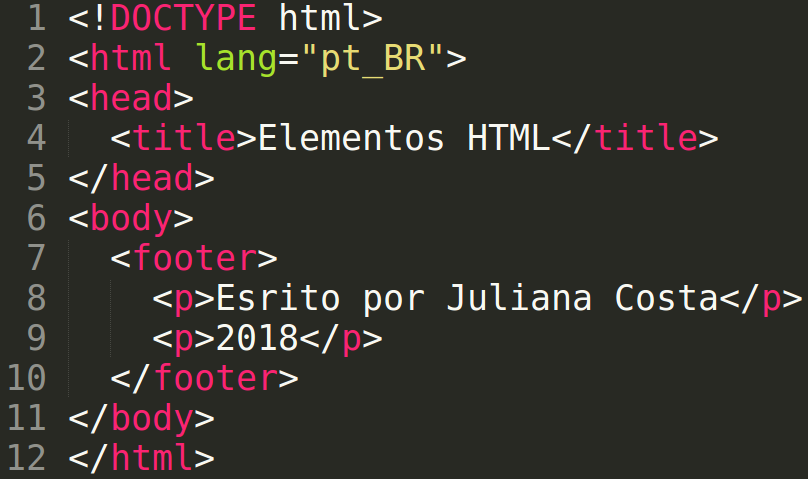 1 <!DOCTYPE html>
2 <html lang="pt_BR">
3 <head>
4   <title>Elementos HTML</title>
5 </head>
6 <body>
7   <footer>
8     <p>Esrito por Juliana Costa</p>
9     <p>2018</p>
10   </footer>
11 </body>
12 </html>